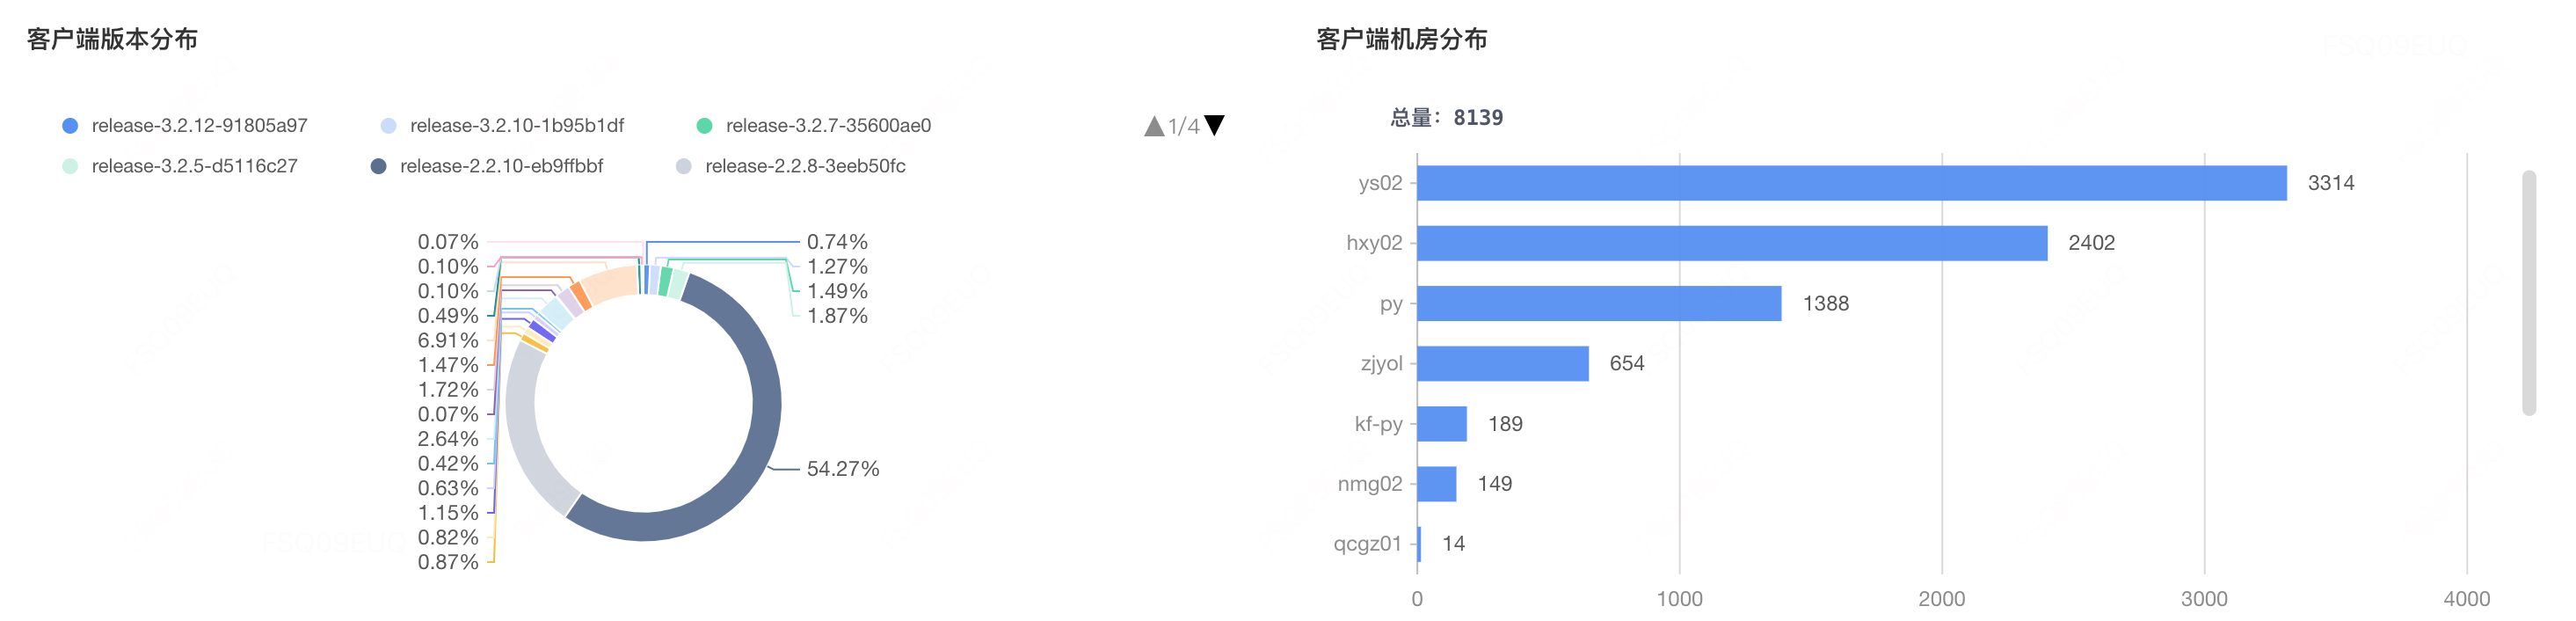 客户端版本分布
release-3.2.12-91805a97
release-3.2.10-1b95b1df
release-3.2.7-35600ae0
1/4
release-3.2.5-d5116c27
release-2.2.10-eb9ffbbf
release-2.2.8-3eeb50fc
0.07%
0.10%
0.10%
0.49%
6.91%
1.47%
1.72%
0.07%
2.64%
0.42%
0.63%
1.15%
0.82%
0.87%
0.74%
1.27%
1.49%
1.87%
54.27%
客户端机房分布
总量: 8139
ys02
3314
hxy02
2402
py
1388
zjyol
654
kf-py
189
nmg02
149
qcgz01
14
0
1000
2000
3000
4000